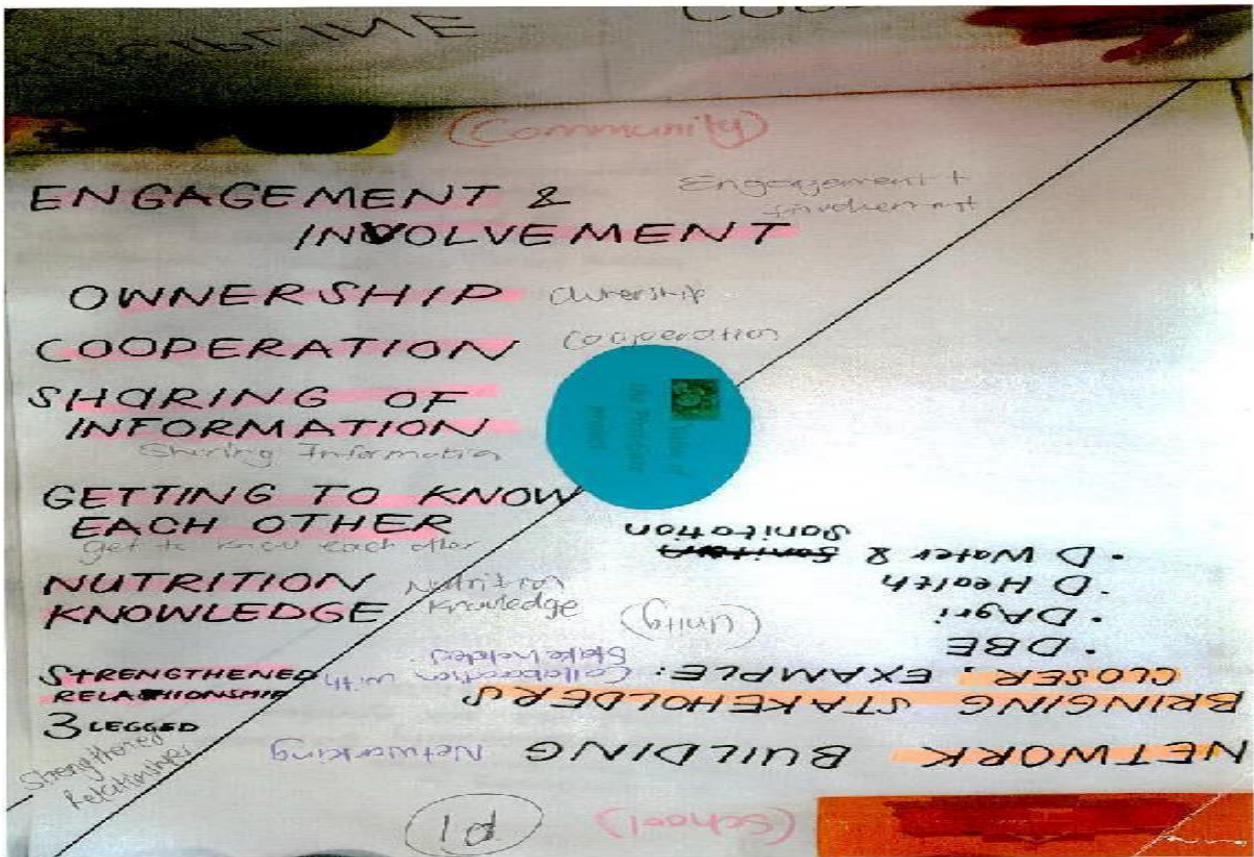 DISCIPLINE
(Community)
ENGAGEMENT &
INVOLVEMENT
Engagement +
Involvement
OWNERSHIP
Ownership
COOPERATION
Cooperation
SHARING OF
INFORMATION
Sharing Information
GETTING TO KNOW
EACH OTHER
Get to know each other
NUTRITION
KNOWLEDGE
Nutrition
Knowledge
STRENGTHENED
RELATIONSHIP
3 LEGGED
Strengthened
Relationships
(School)
P1
NETWORK BUILDING
Networking
BRINGING STAKEHOLDERS
CLOSER. EXAMPLE:
Collaboration with
Stakeholders
(Unity)
• DBE
• DAgri
• D Health
• D Water & Sanitation